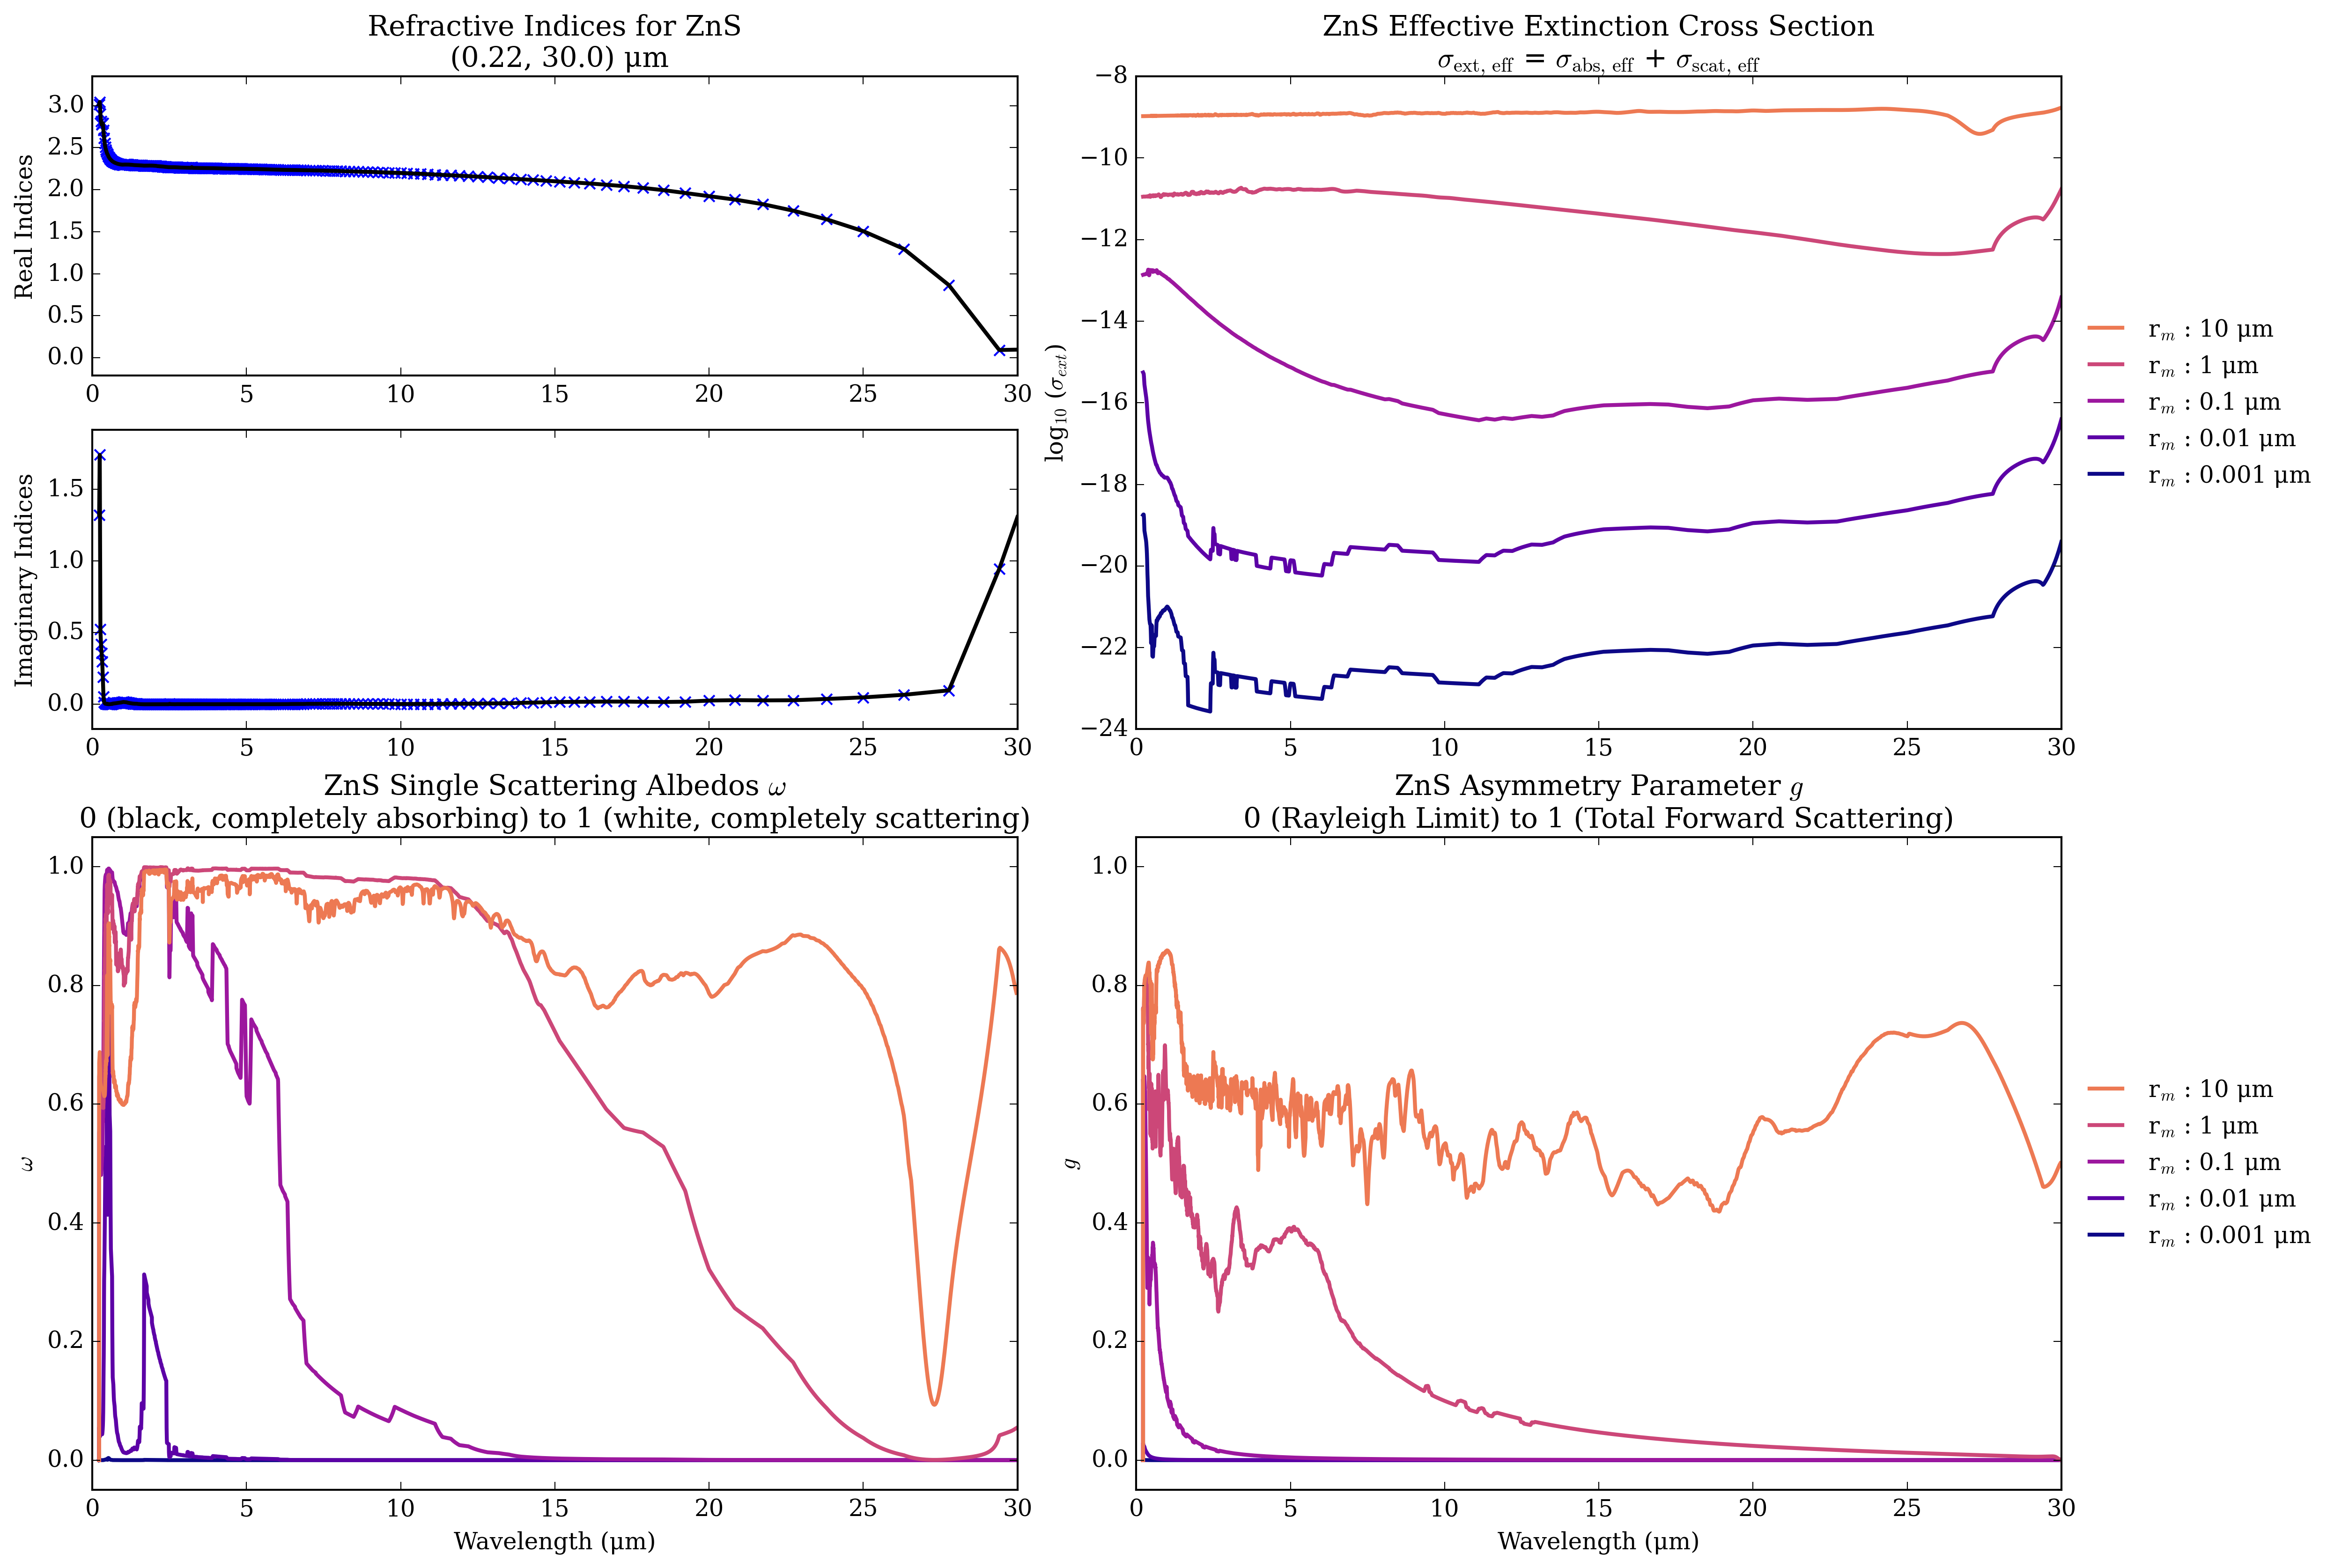 Refractive Indices for ZnS
(0.22, 30.0) μm
Real Indices
3.0
2.5
2.0
1.5
1.0
0.5
0.0
0 5 10 15 20 25 30
Imaginary Indices
1.5
1.0
0.5
0.0
0 5 10 15 20 25 30
ZnS Effective Extinction Cross Section
σext, eff = σabs, eff + σscat, eff
log10 (σext)
−8
−10
−12
−14
−16
−18
−20
−22
−24
0 5 10 15 20 25 30
rm : 10 μm
rm : 1 μm
rm : 0.1 μm
rm : 0.01 μm
rm : 0.001 μm
ZnS Single Scattering Albedos ω
0 (black, completely absorbing) to 1 (white, completely scattering)
ω
1.0
0.8
0.6
0.4
0.2
0.0
0 5 10 15 20 25 30
Wavelength (μm)
ZnS Asymmetry Parameter g
0 (Rayleigh Limit) to 1 (Total Forward Scattering)
g
1.0
0.8
0.6
0.4
0.2
0.0
0 5 10 15 20 25 30
Wavelength (μm)
rm : 10 μm
rm : 1 μm
rm : 0.1 μm
rm : 0.01 μm
rm : 0.001 μm